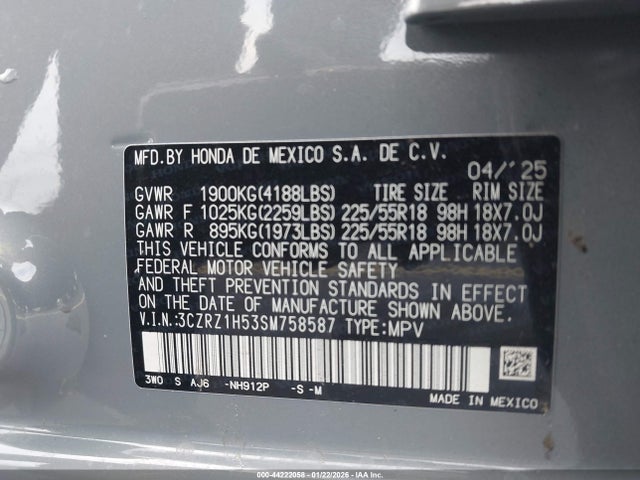 MFD. BY HONDA DE MEXICO S.A. DE C.V.
04/'25
GVWR 1900KG(4188LBS) TIRE SIZE RIM SIZE
GAWR F 1025KG(2259LBS) 225/55R18 98H 18X7.0J
GAWR R 895KG(1973LBS) 225/55R18 98H 18X7.0J
THIS VEHICLE CONFORMS TO ALL APPLICABLE
FEDERAL MOTOR VEHICLE SAFETY
AND THEFT PREVENTION STANDARDS IN EFFECT
ON THE DATE OF MANUFACTURE SHOWN ABOVE.
V.I.N.:3CZRZ1H53SM758587 TYPE:MPV
3W0 S AJ6 -NH912P -S -M
MADE IN MEXICO
000-44222058 - 01/22/2026 - IAA Inc.